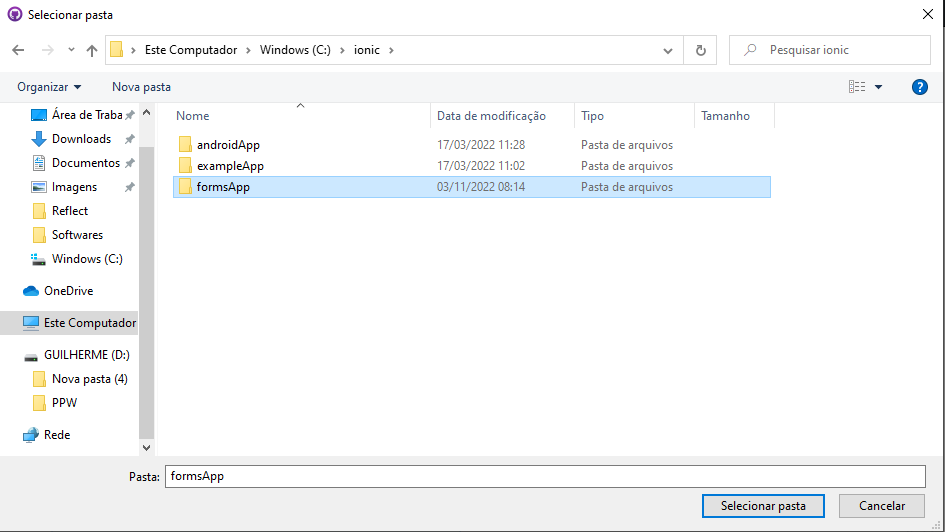 Selecionar pasta
Este Computador > Windows (C:) > ionic >
Pesquisar ionic
Organizar
Nova pasta
?
Nome
Data de modificação
Tipo
Tamanho
androidApp 17/03/2022 11:28 Pasta de arquivos
exampleApp 17/03/2022 11:02 Pasta de arquivos
formsApp 03/11/2022 08:14 Pasta de arquivos
Área de Traba
Downloads
Documentos
Imagens
Reflect
Softwares
Windows (C:)
OneDrive
Este Computador
GUILHERME (D:)
Nova pasta (4)
PPW
Rede
Pasta: formsApp
Selecionar pasta
Cancelar